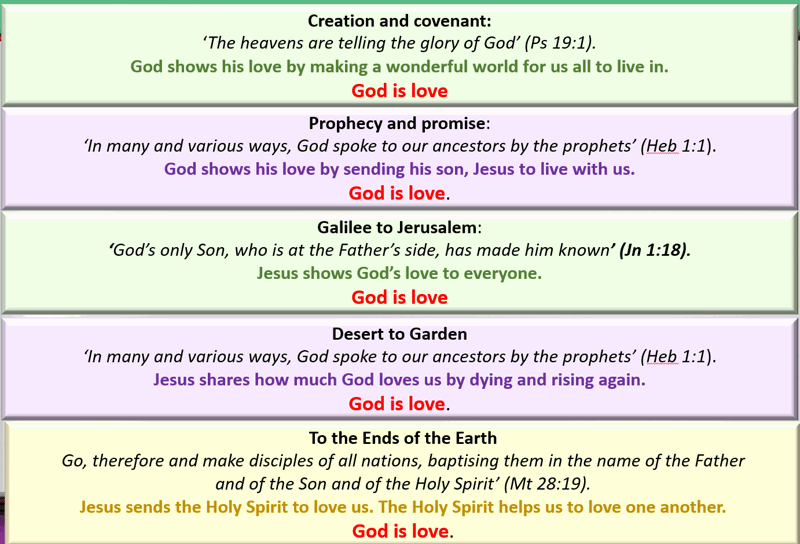 Creation and covenant:
‘The heavens are telling the glory of God’ (Ps 19:1).
God shows his love by making a wonderful world for us all to live in.
God is love
Prophecy and promise:
‘In many and various ways, God spoke to our ancestors by the prophets’ (Heb 1:1).
God shows his love by sending his son, Jesus to live with us.
God is love.
Galilee to Jerusalem:
‘God’s only Son, who is at the Father’s side, has made him known’ (Jn 1:18).
Jesus shows God’s love to everyone.
God is love
Desert to Garden
‘In many and various ways, God spoke to our ancestors by the prophets’ (Heb 1:1).
Jesus shares how much God loves us by dying and rising again.
God is love.
To the Ends of the Earth
Go, therefore and make disciples of all nations, baptising them in the name of the Father
and of the Son and of the Holy Spirit’ (Mt 28:19).
Jesus sends the Holy Spirit to love us. The Holy Spirit helps us to love one another.
God is love.